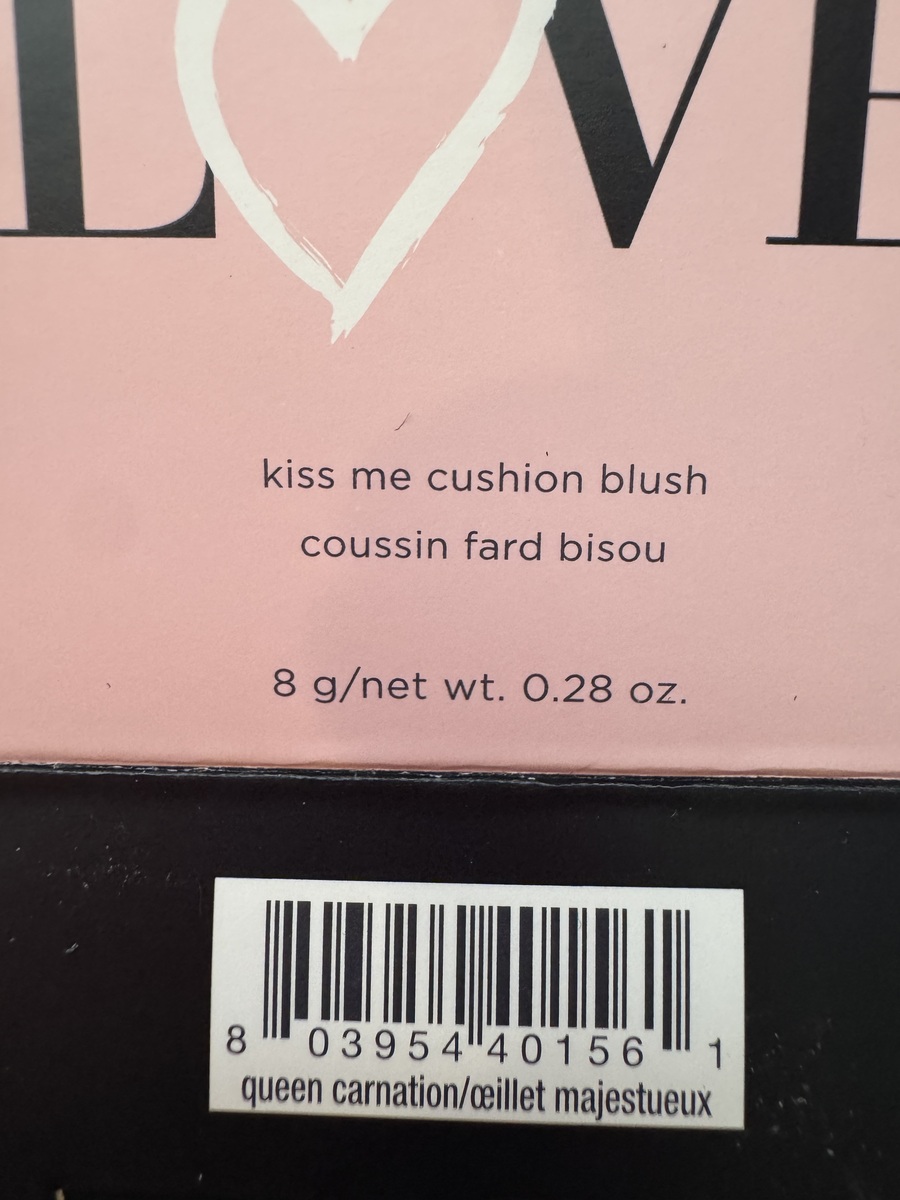 LOVE
kiss me cushion blush
coussin fard bisou
8 g/net wt. 0.28 oz.
8 03954 40156 1
queen carnation/œillet majestueux